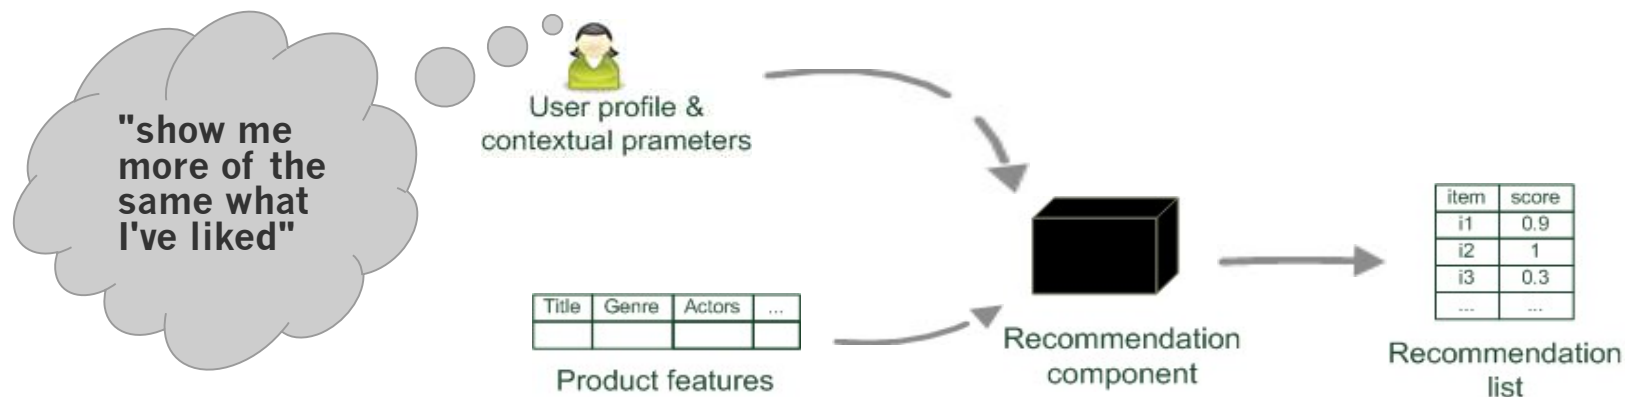 "show me
more of the
same what
I've liked"
User profile &
contextual prameters
Title Genre Actors ...
Product features
Recommendation
component
item score
i1 0.9
i2 1
i3 0.3
... ...
Recommendation
list